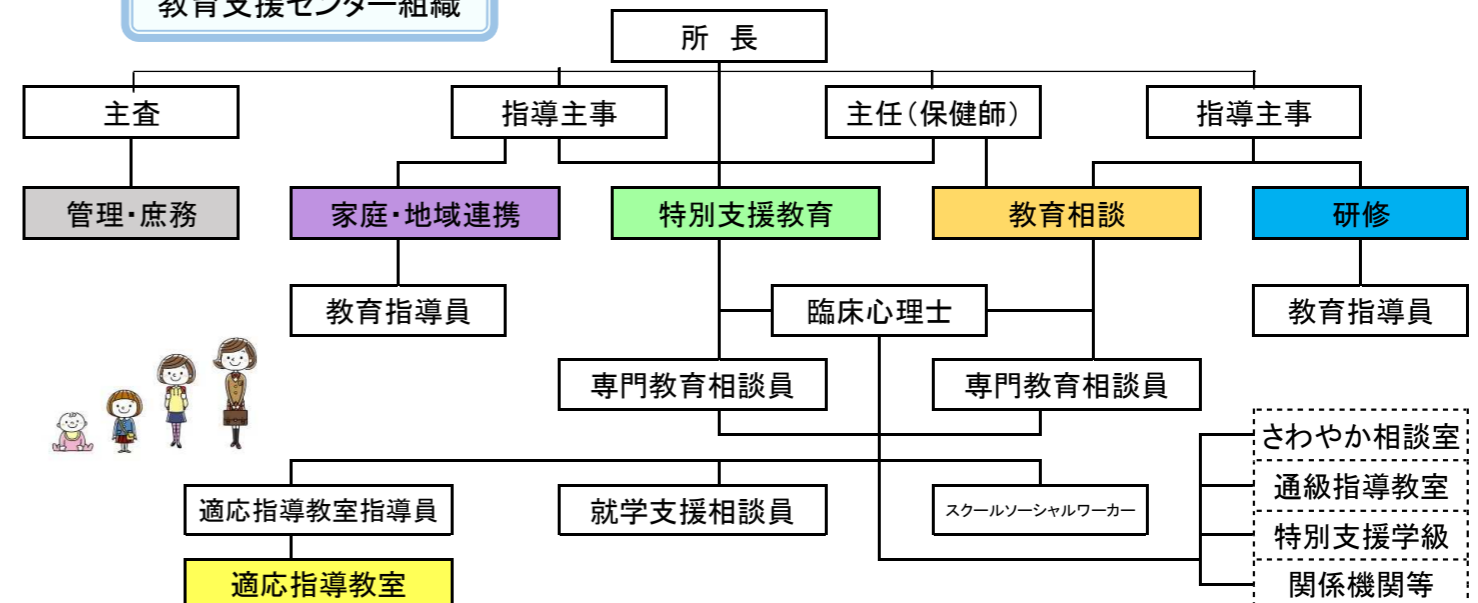 教育支援センター組織
所　長
主査
指導主事
主任（保健師）
指導主事
管理・庶務
家庭・地域連携
特別支援教育
教育相談
研修
教育指導員
臨床心理士
教育指導員
専門教育相談員
専門教育相談員
さわやか相談室
通級指導教室
特別支援学級
関係機関等
適応指導教室指導員
就学支援相談員
スクールソーシャルワーカー
適応指導教室